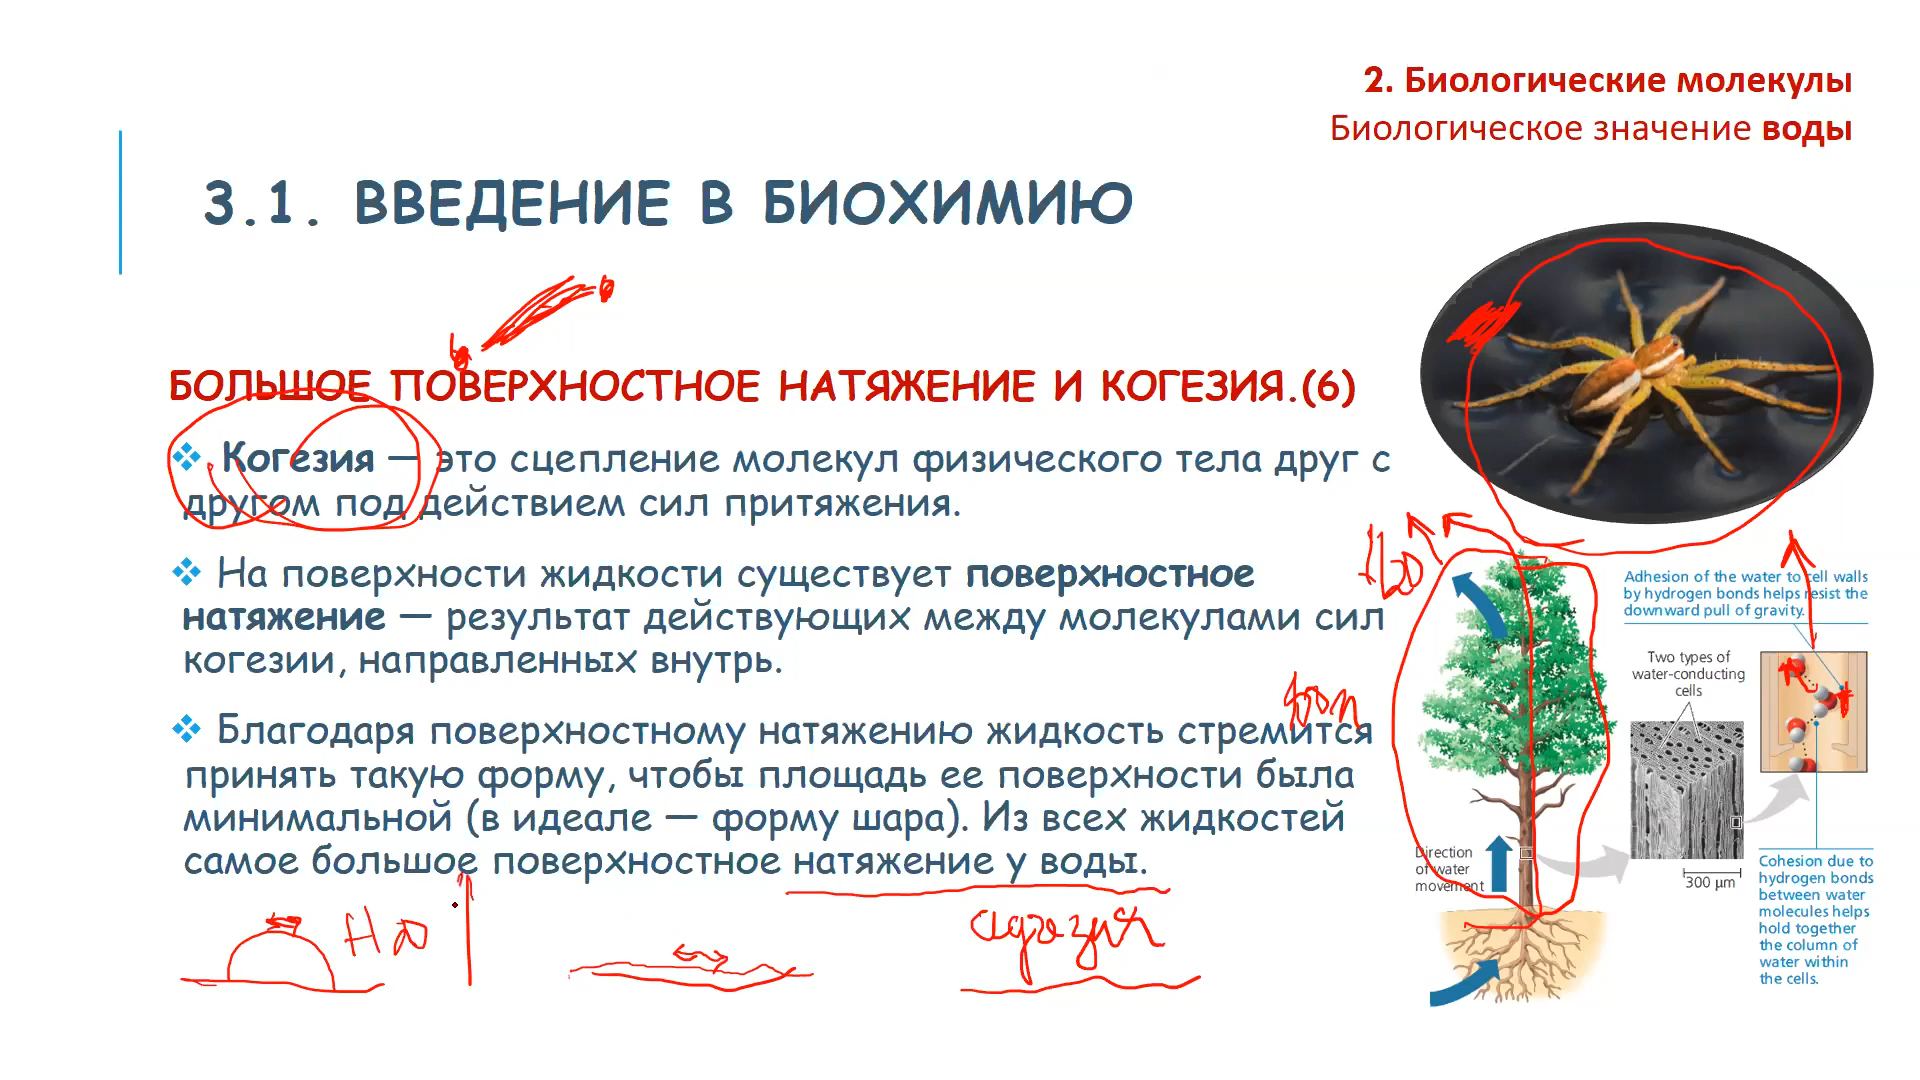 2. Биологические молекулы
Биологическое значение воды
3.1. ВВЕДЕНИЕ В БИОХИМИЮ
БОЛЬШОЕ ПОВЕРХНОСТНОЕ НАТЯЖЕНИЕ И КОГЕЗИЯ.(6)
❖ Когезия — это сцепление молекул физического тела друг с
другом под действием сил притяжения.
❖ На поверхности жидкости существует поверхностное
натяжение — результат действующих между молекулами сил
когезии, направленных внутрь.
❖ Благодаря поверхностному натяжению жидкость стремится
принять такую форму, чтобы площадь ее поверхности была
минимальной (в идеале — форму шара). Из всех жидкостей
самое большое поверхностное натяжение у воды.
адгезия
Adhesion of the water to cell walls
by hydrogen bonds helps resist the
downward pull of gravity.
Two types of
water-conducting
cells
Direction
of water
movement
300 µm
Cohesion due to
hydrogen bonds
between water
molecules helps
hold together
the column of
water within
the cells.